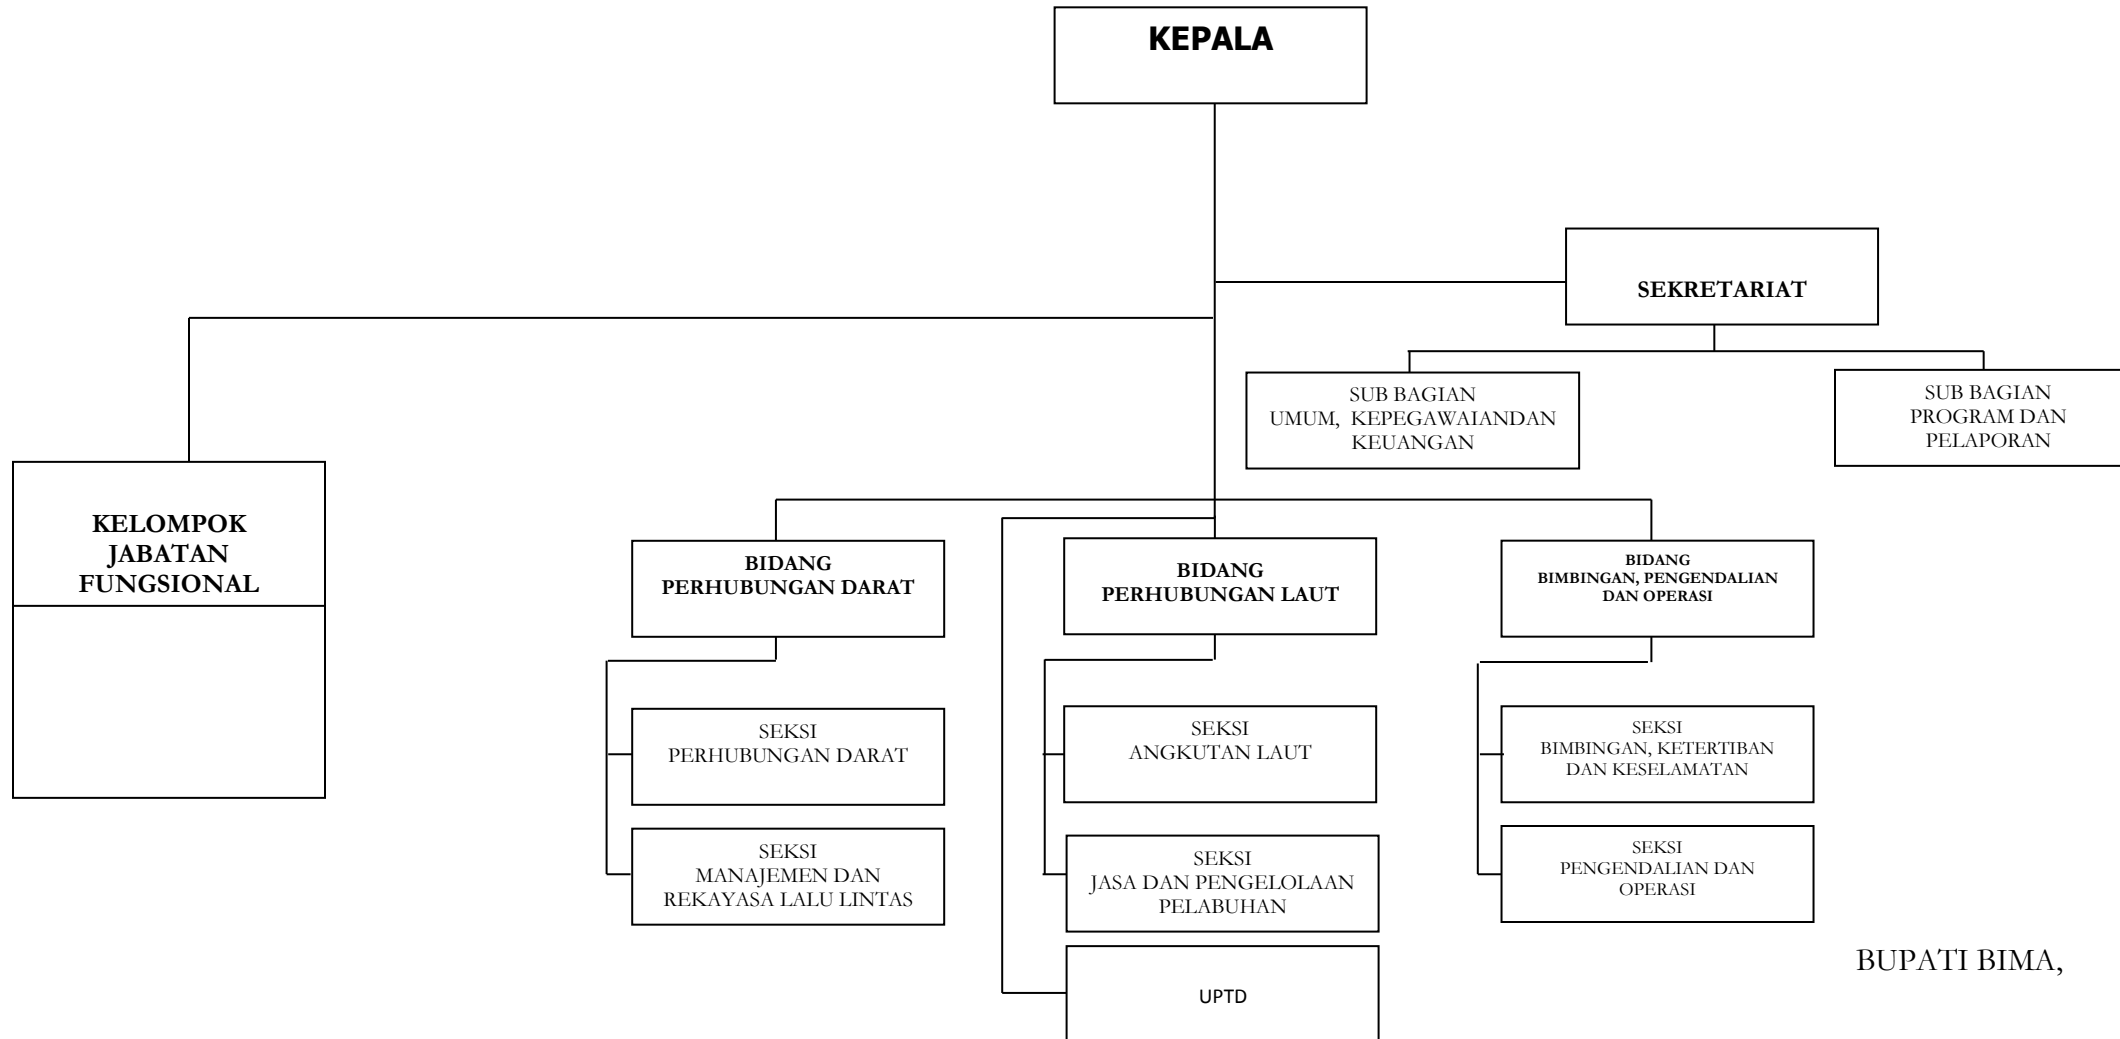 KEPALA
SEKRETARIAT
SUB BAGIAN
UMUM, KEPEGAWAIANDAN
KEUANGAN
SUB BAGIAN
PROGRAM DAN
PELAPORAN
KELOMPOK
JABATAN
FUNGSIONAL
BIDANG
PERHUBUNGAN DARAT
BIDANG
PERHUBUNGAN LAUT
BIDANG
BIMBINGAN, PENGENDALIAN
DAN OPERASI
SEKSI
PERHUBUNGAN DARAT
SEKSI
ANGKUTAN LAUT
SEKSI
BIMBINGAN, KETERTIBAN
DAN KESELAMATAN
SEKSI
MANAJEMEN DAN
REKAYASA LALU LINTAS
SEKSI
JASA DAN PENGELOLAAN
PELABUHAN
SEKSI
PENGENDALIAN DAN
OPERASI
BUPATI BIMA,
UPTD